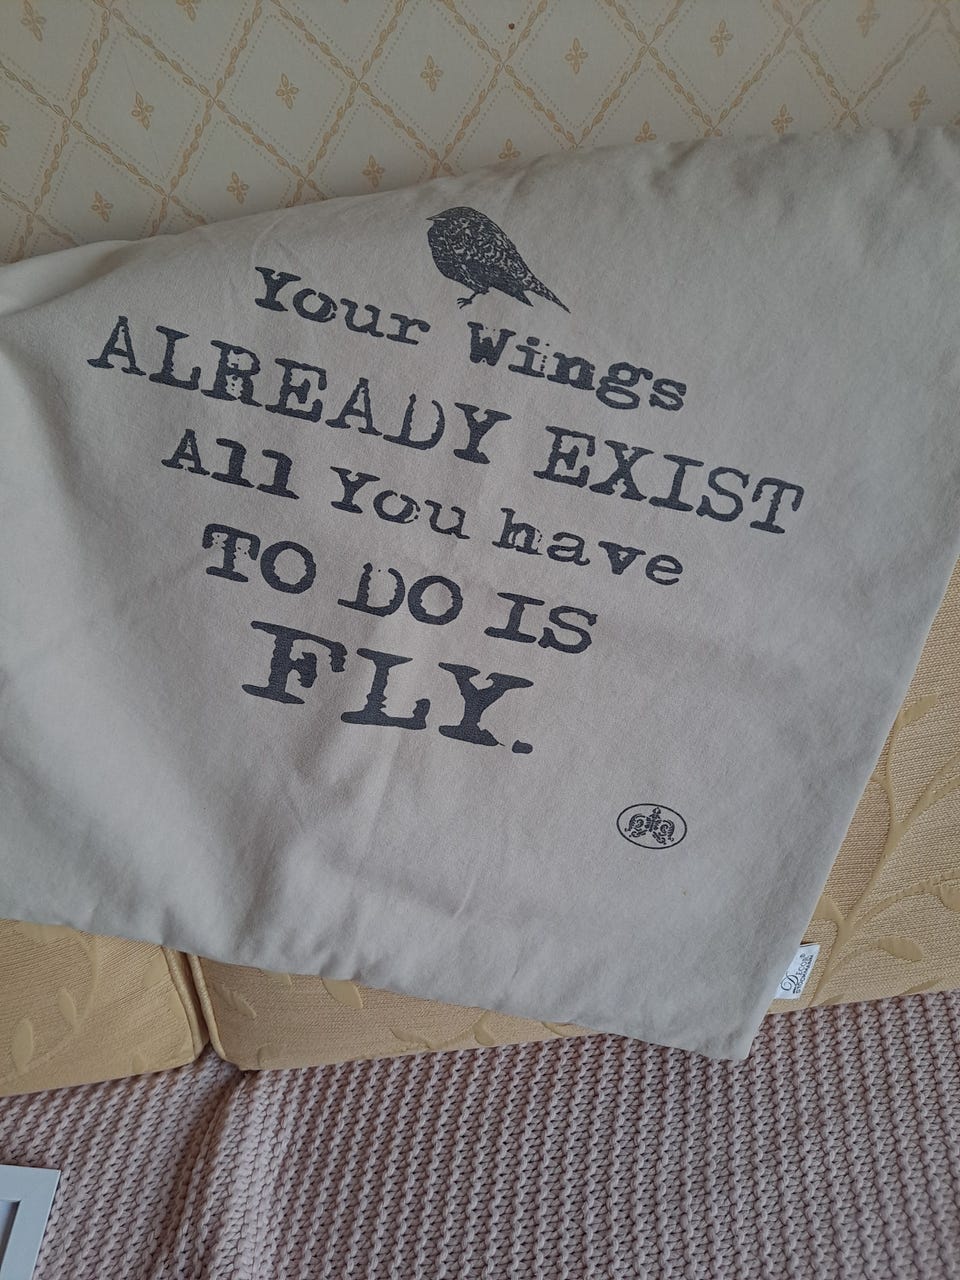 Your Wings
ALREADY EXIST
All You have
TO DO IS
FLY.